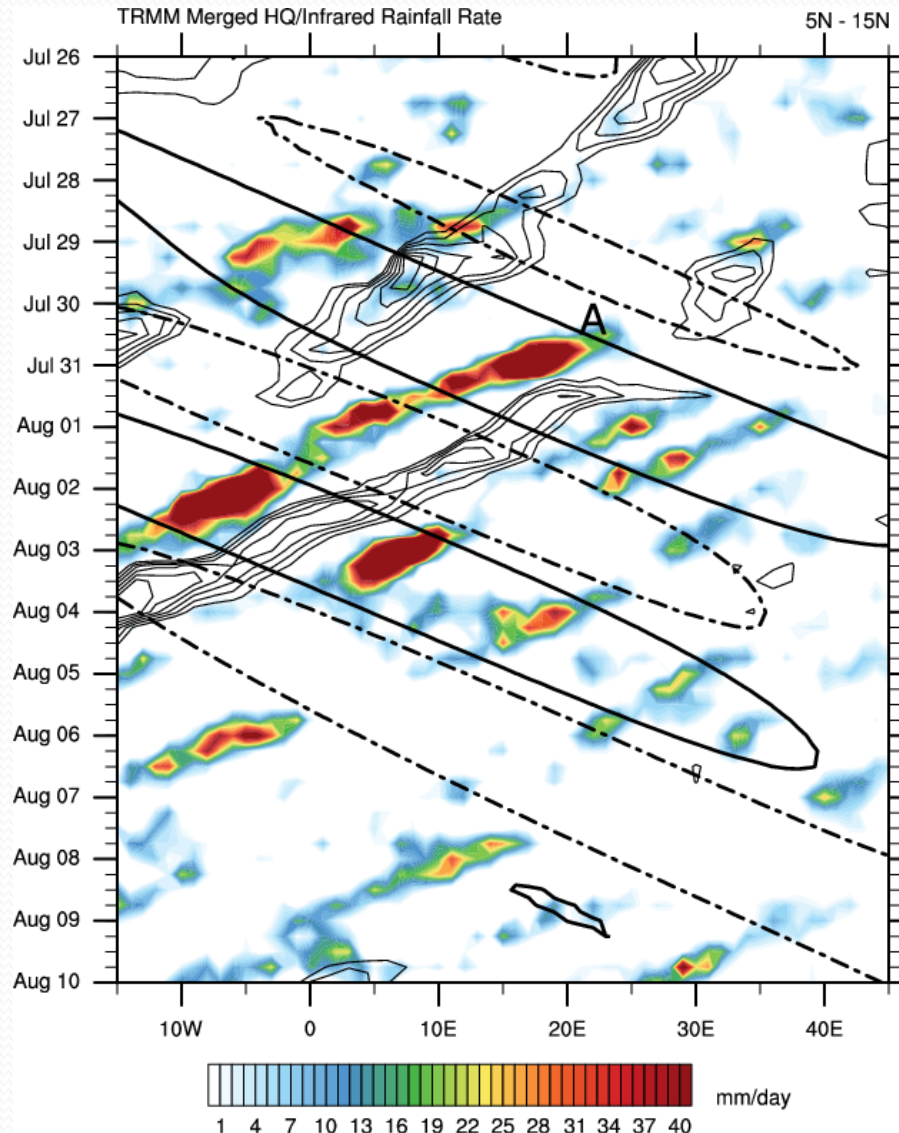 TRMM Merged HQ/Infrared Rainfall Rate 5N - 15N
Jul 26
Jul 27
Jul 28
Jul 29
Jul 30
A
Jul 31
Aug 01
Aug 02
Aug 03
Aug 04
Aug 05
Aug 06
Aug 07
Aug 08
Aug 09
Aug 10
10W 0 10E 20E 30E 40E
mm/day
1 4 7 10 13 16 19 22 25 28 31 34 37 40